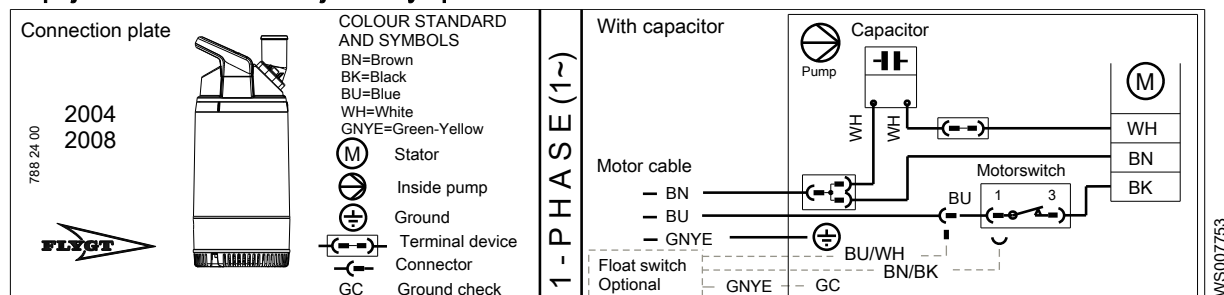 Connection plate
2004
2008
788 24 00
FLYGT
COLOUR STANDARD
AND SYMBOLS
BN=Brown
BK=Black
BU=Blue
WH=White
GNYE=Green-Yellow
M Stator
Inside pump
Ground
Terminal device
Connector
GC Ground check
1-PHASE(1~)
With capacitor
Pump
Capacitor
M
WH
WH
WH
BN
BK
Motor cable
BN
BU
GNYE
Motorswitch
BU
1 3
BU/WH
BN/BK
Float switch
Optional
GNYE
GC
WS007753